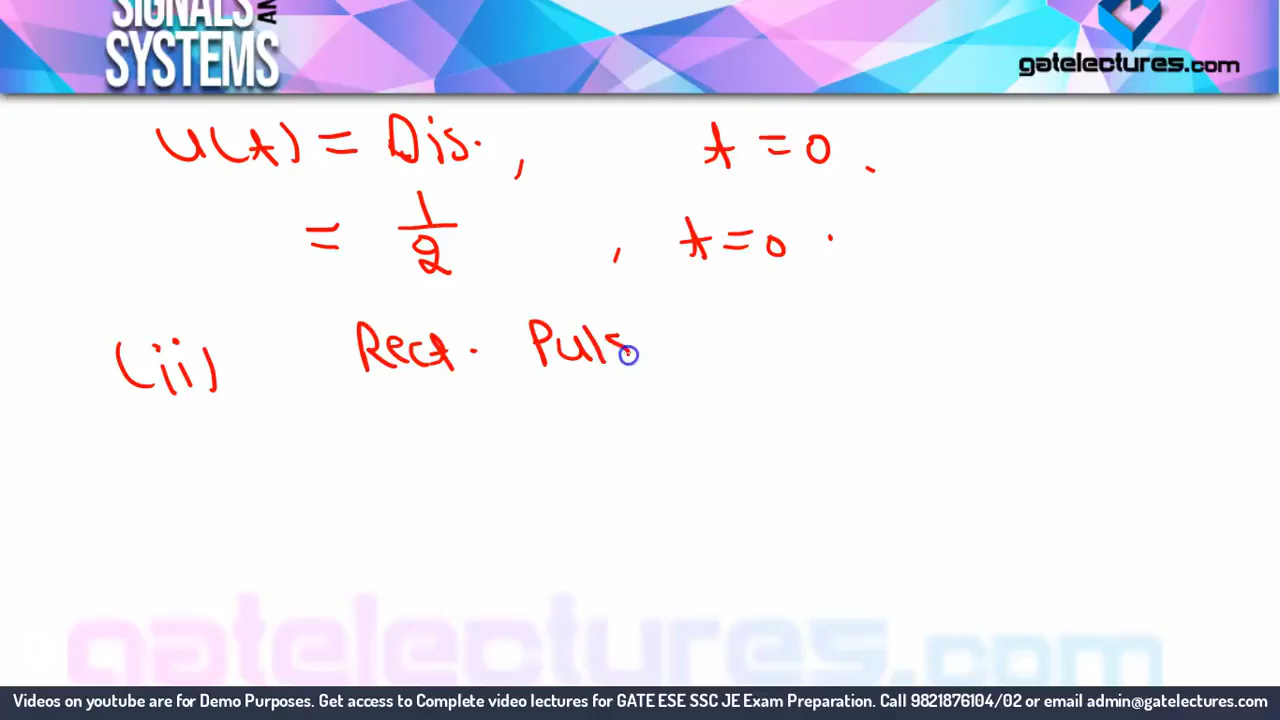 SIGNALS AN
SYSTEMS
gatelectures.com
u(t) = Dis. , t = 0 .
= 1/2 , t = 0 .
(ii) Rect. Puls
gatelectures.com
Videos on youtube are for Demo Purposes. Get access to Complete video lectures for GATE ESE SSC JE Exam Preparation. Call 9821876104/02 or email admin@gatelectures.com